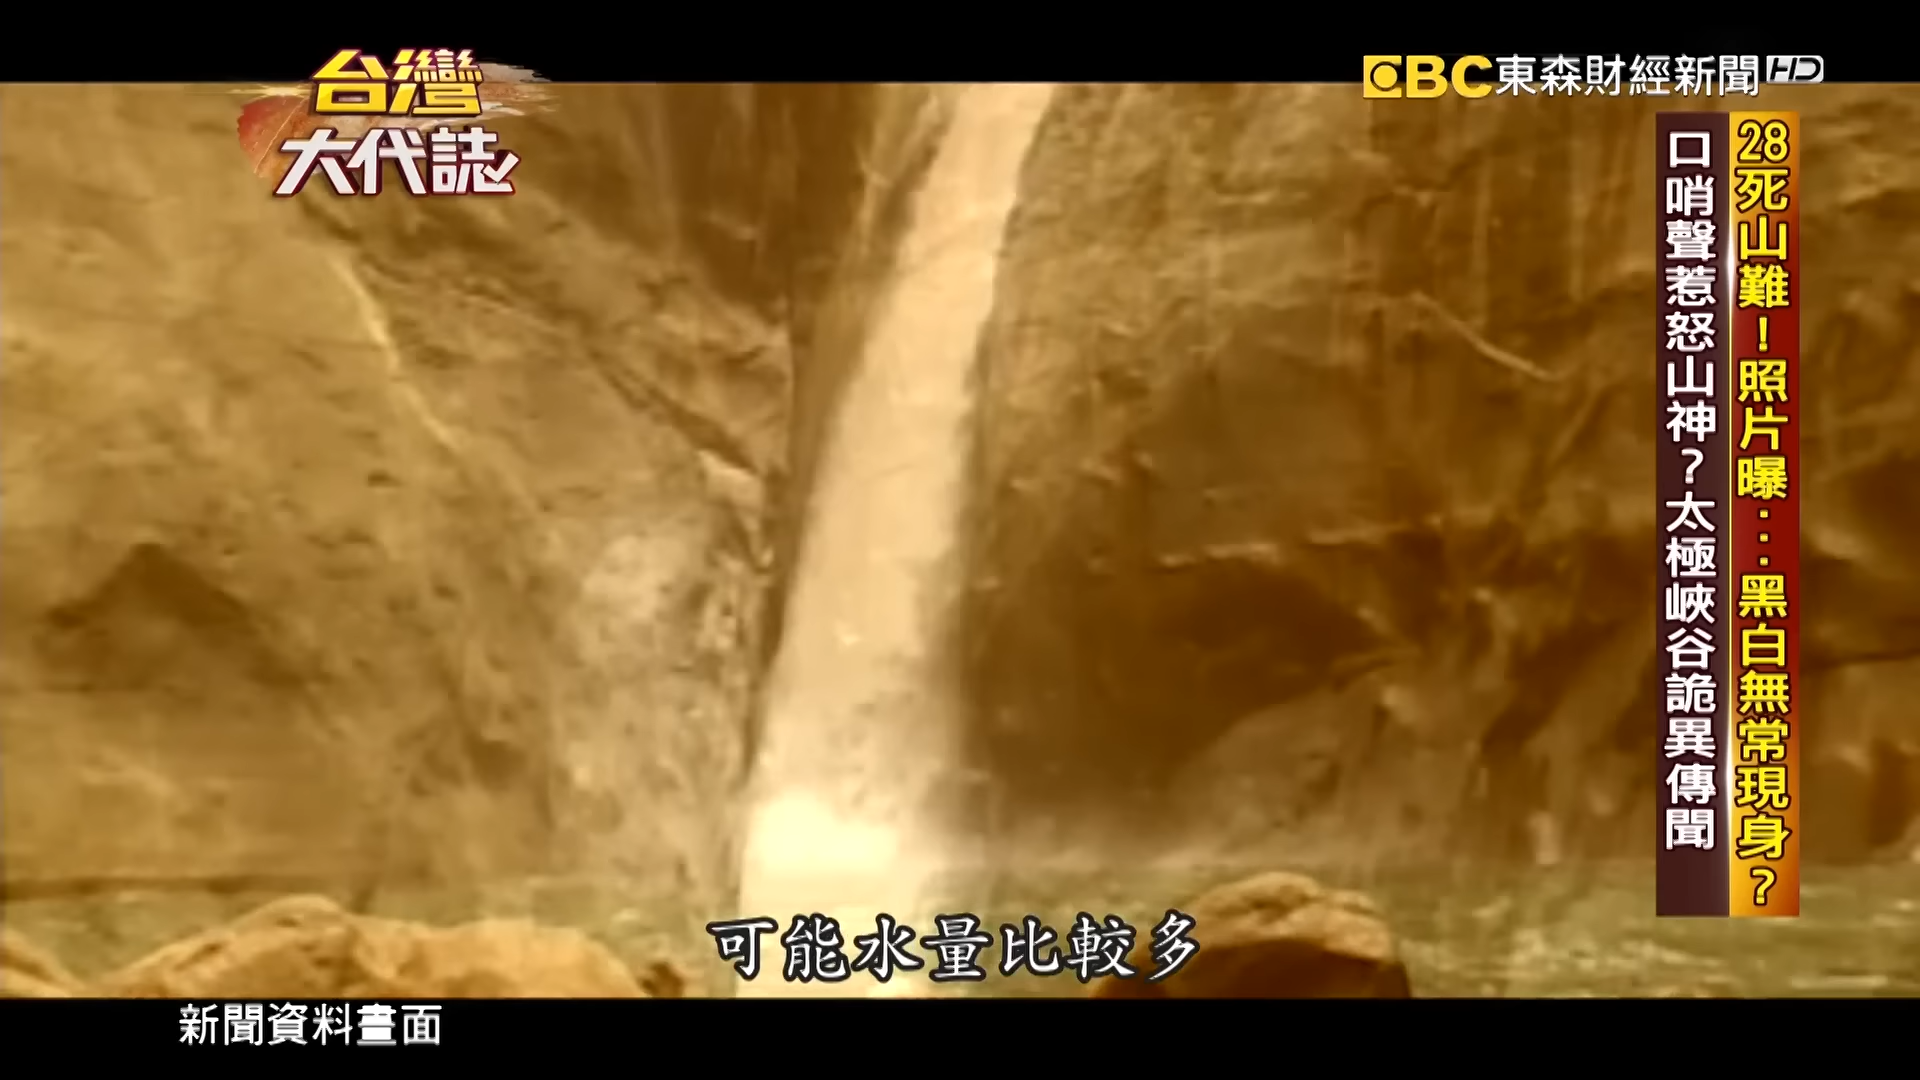 台灣
大代誌
EBC東森財經新聞HD
28死山難!照片曝...黑白無常現身?
口哨聲惹怒山神?太極峽谷詭異傳聞
可能水量比較多
新聞資料畫面